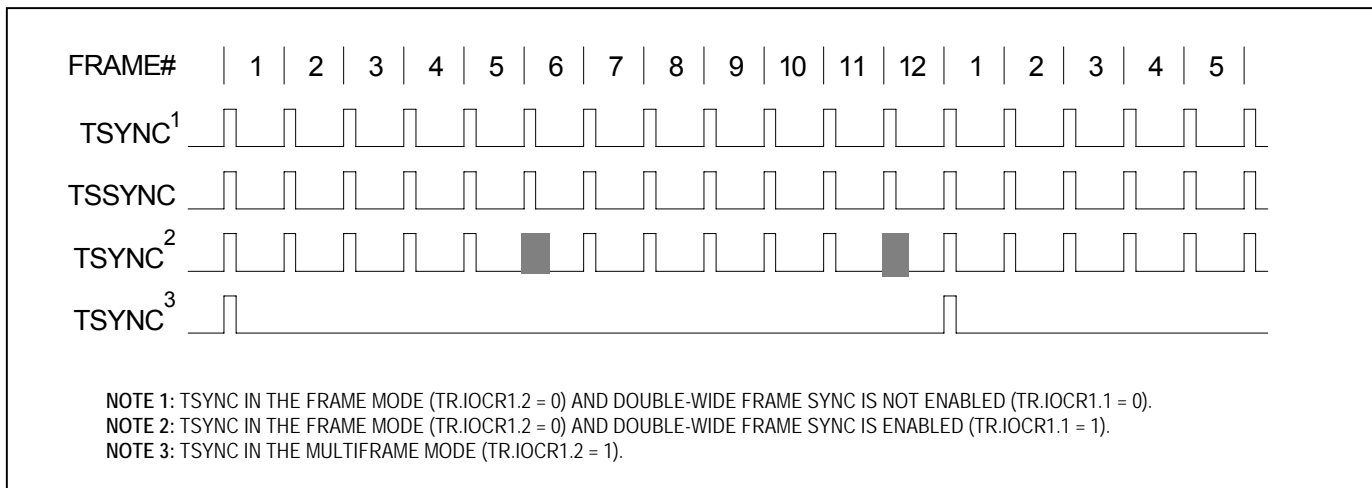 FRAME# 1 2 3 4 5 6 7 8 9 10 11 12 1 2 3 4 5
TSYNC1
TSSYNC
TSYNC2
TSYNC3
NOTE 1: TSYNC IN THE FRAME MODE (TR.IOCR1.2 = 0) AND DOUBLE-WIDE FRAME SYNC IS NOT ENABLED (TR.IOCR1.1 = 0).
NOTE 2: TSYNC IN THE FRAME MODE (TR.IOCR1.2 = 0) AND DOUBLE-WIDE FRAME SYNC IS ENABLED (TR.IOCR1.1 = 1).
NOTE 3: TSYNC IN THE MULTIFRAME MODE (TR.IOCR1.2 = 1).